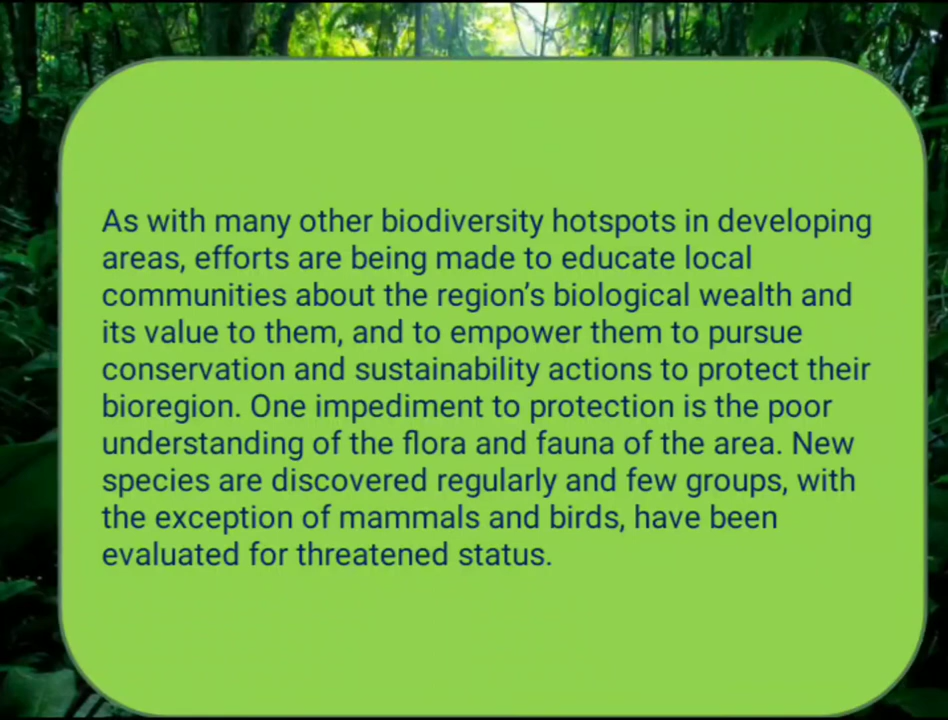 As with many other biodiversity hotspots in developing
areas, efforts are being made to educate local
communities about the region’s biological wealth and
its value to them, and to empower them to pursue
conservation and sustainability actions to protect their
bioregion. One impediment to protection is the poor
understanding of the flora and fauna of the area. New
species are discovered regularly and few groups, with
the exception of mammals and birds, have been
evaluated for threatened status.